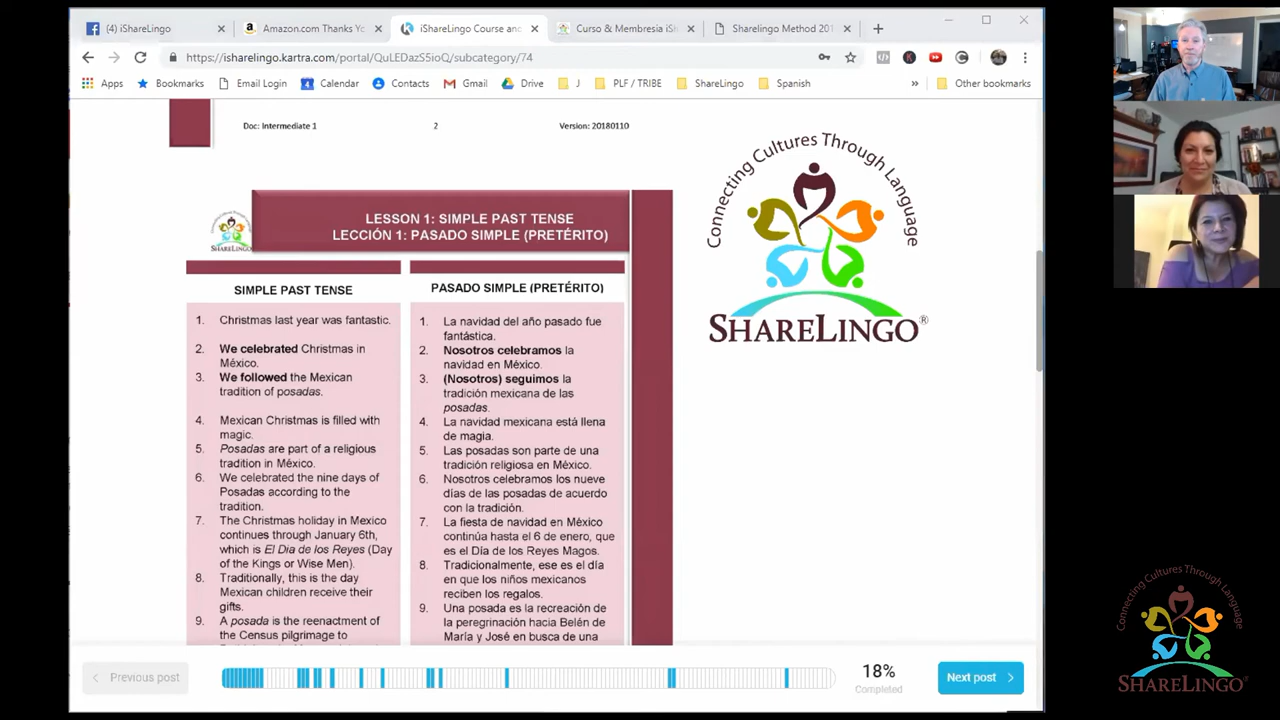 iShareLingo
Amazon.com Thanks Yo
iShareLingo Course and
Curso & Membresia iSh
Sharelingo Method 201
https://isharelingo.kartra.com/portal/QuLEDazS5ioQ/subcategory/74
Apps
Bookmarks
Email Login
Calendar
Contacts
Gmail
Drive
J
PLF / TRIBE
ShareLingo
Spanish
»
Other bookmarks
Doc: Intermediate 1
2
Version: 20180110
Connecting Cultures Through Language
SHARELINGO®
LESSON 1: SIMPLE PAST TENSE
LECCIÓN 1: PASADO SIMPLE (PRETÉRITO)
SIMPLE PAST TENSE
1. Christmas last year was fantastic.
2. We celebrated Christmas in
México.
3. We followed the Mexican
tradition of posadas.
4. Mexican Christmas is filled with
magic.
5. Posadas are part of a religious
tradition in México.
6. We celebrated the nine days of
Posadas according to the
tradition.
7. The Christmas holiday in Mexico
continues through January 6th,
which is El Dia de los Reyes (Day
of the Kings or Wise Men).
8. Traditionally, this is the day
Mexican children receive their
gifts.
9. A posada is the reenactment of
the Census pilgrimage to
PASADO SIMPLE (PRETÉRITO)
1. La navidad del año pasado fue
fantástica.
2. Nosotros celebramos la
navidad en México.
3. (Nosotros) seguimos la
tradición mexicana de las
posadas.
4. La navidad mexicana está llena
de magia.
5. Las posadas son parte de una
tradición religiosa en México.
6. Nosotros celebramos los nueve
días de las posadas de acuerdo
con la tradición.
7. La fiesta de navidad en México
continúa hasta el 6 de enero, que
es el Día de los Reyes Magos.
8. Tradicionalmente, ese es el día
en que los niños mexicanos
reciben los regalos.
9. Una posada es la recreación de
la peregrinación hacia Belén de
María y José en busca de una
Previous post
18%
Completed
Next post
Connecting Cultures Through Language
SHARELINGO®